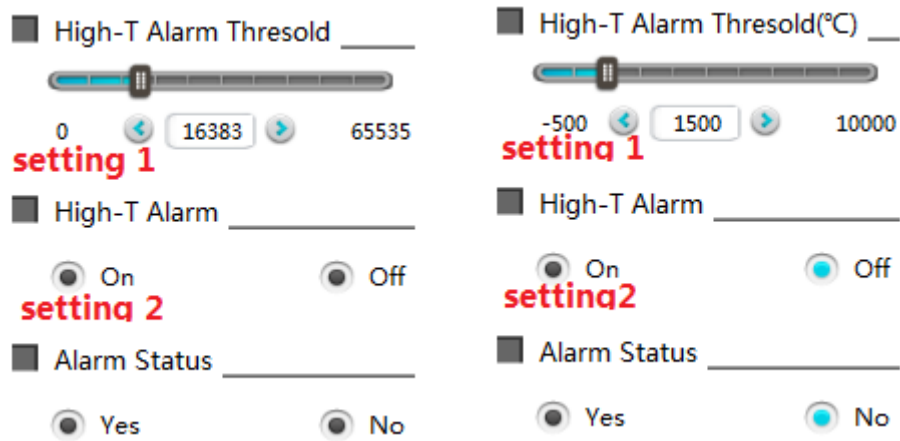 High-T Alarm Thresold
0 16383 65535
setting 1
High-T Alarm
On Off
setting 2
Alarm Status
Yes No
High-T Alarm Thresold(℃)
-500 1500 10000
setting 1
High-T Alarm
On Off
setting2
Alarm Status
Yes No